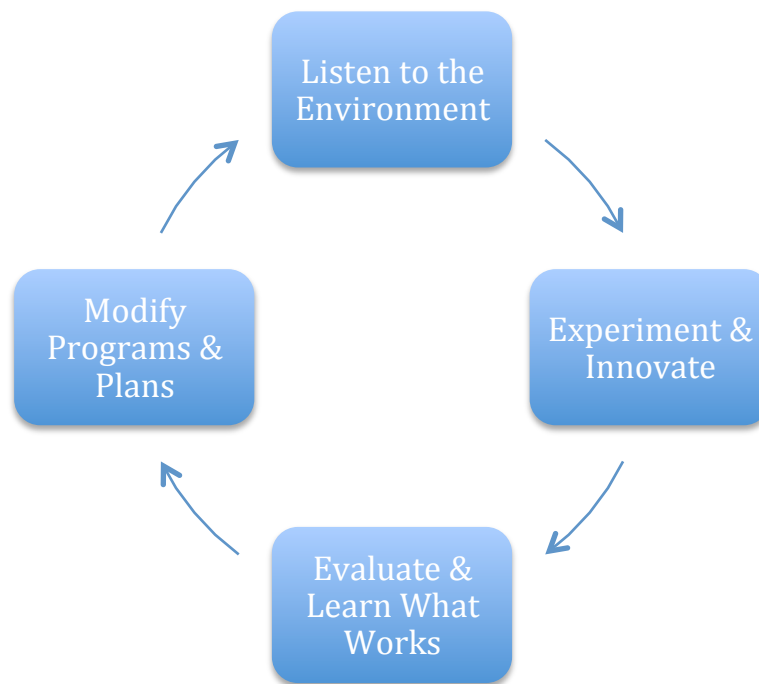 Listen to the
Environment
Experiment &
Innovate
Evaluate &
Learn What
Works
Modify
Programs &
Plans